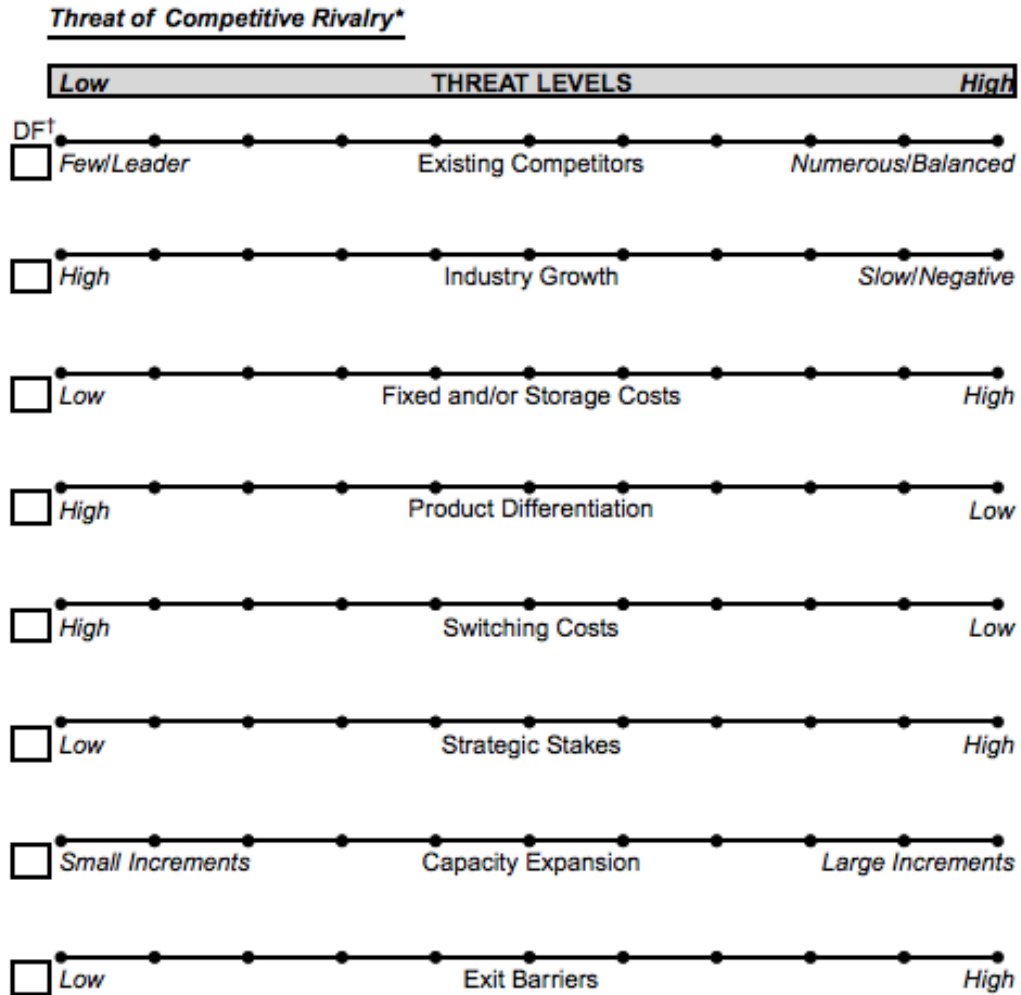 Threat of Competitive Rivalry*
Low THREAT LEVELS High
DF†
Few/Leader Existing Competitors Numerous/Balanced
High Industry Growth Slow/Negative
Low Fixed and/or Storage Costs High
High Product Differentiation Low
High Switching Costs Low
Low Strategic Stakes High
Small Increments Capacity Expansion Large Increments
Low Exit Barriers High